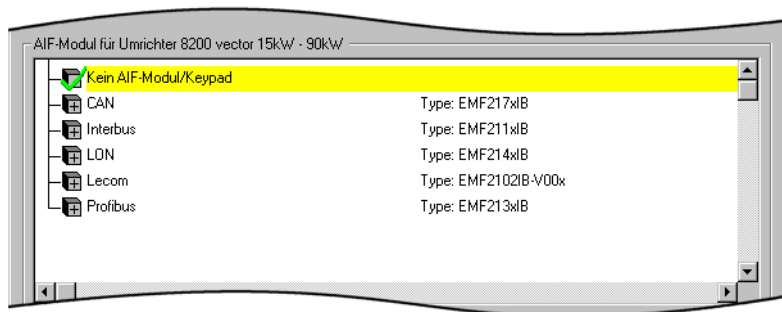 AIF-Modul für Umrichter 8200 vector 15kW - 90kW
Kein AIF-Modul/Keypad
CAN Type: EMF217xIB
Interbus Type: EMF211xIB
LON Type: EMF214xIB
Lecom Type: EMF2102IB-V00x
Profibus Type: EMF213xIB